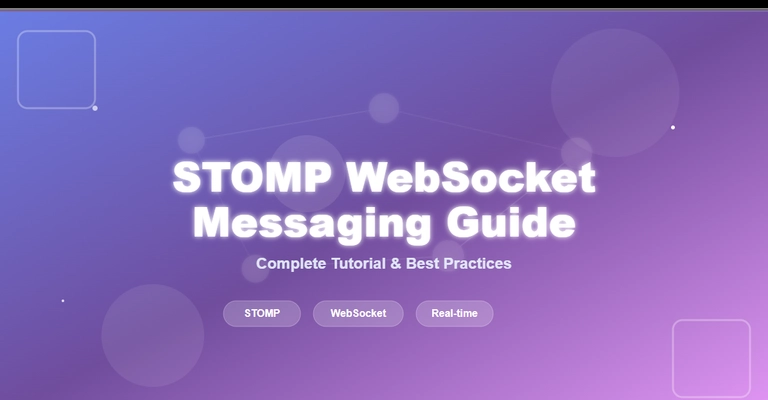 STOMP WebSocket
Messaging Guide
Complete Tutorial & Best Practices
STOMP WebSocket Real-time